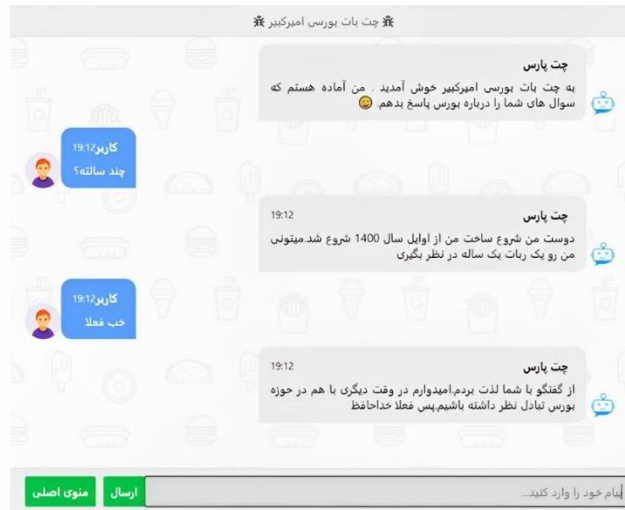 چت بات بورسی امیرکبیر
چت پارس
به چت بات بورسی امیرکبیر خوش آمدید . من آماده هستم که
سوال های شما را درباره بورس پاسخ بدهم.
کاربر 19:12
چند سالته؟
چت پارس 19:12
دوست من شروع ساخت من از اوایل سال 1400 شروع شد.میتونی
من رو یک ربات یک ساله در نظر بگیری
کاربر 19:12
خب فعلا
چت پارس 19:12
از گفتگو با شما لذت بردم.امیدوارم در وقت دیگری با هم در حوزه
بورس تبادل نظر داشته باشیم.پس فعلا خداحافظ
پیام خود را وارد کنید... ارسال منوی اصلی